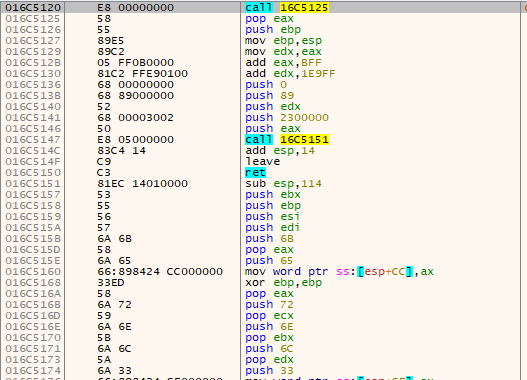 016C5120 E8 00000000 call 16C5125
016C5125 58 pop eax
016C5126 55 push ebp
016C5127 89E5 mov ebp,esp
016C5129 89C2 mov edx,eax
016C512B 05 FF0B0000 add eax,BFF
016C5130 81C2 FFE90100 add edx,1E9FF
016C5136 68 00000000 push 0
016C513B 68 89000000 push 89
016C5140 52 push edx
016C5141 68 00003002 push 2300000
016C5146 50 push eax
016C5147 E8 05000000 call 16C5151
016C514C 83C4 14 add esp,14
016C514F C9 leave
016C5150 C3 ret
016C5151 81EC 14010000 sub esp,114
016C5157 53 push ebx
016C5158 55 push ebp
016C5159 56 push esi
016C515A 57 push edi
016C515B 6A 6B push 6B
016C515D 58 pop eax
016C515E 6A 65 push 65
016C5160 66:898424 CC000000 mov word ptr ss:[esp+CC],ax
016C5168 33ED xor ebp,ebp
016C516A 58 pop eax
016C516B 6A 72 push 72
016C516D 59 pop ecx
016C516E 6A 6E push 6E
016C5170 5B pop ebx
016C5171 6A 6C push 6C
016C5173 5A pop edx
016C5174 6A 33 push 33